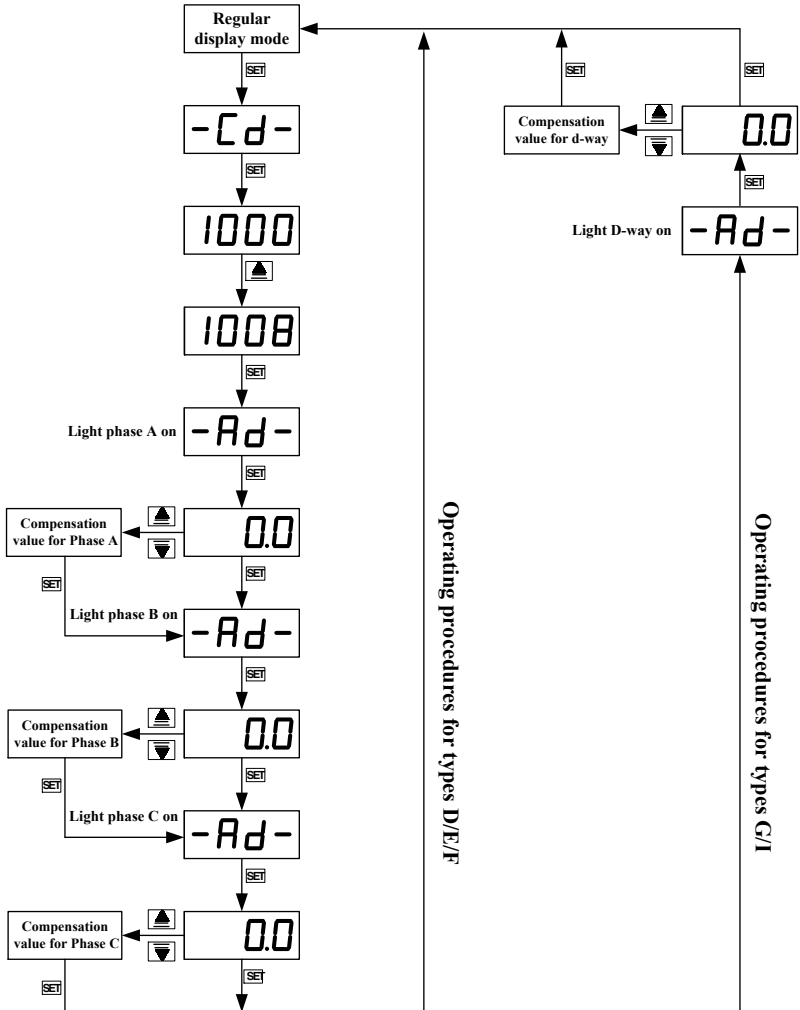 Regular
display mode
SET
-Cd-
SET
1000
1008
SET
Light phase A on
-Ad-
SET
Compensation
value for Phase A
0.0
SET
SET
Light phase B on
-Ad-
SET
Compensation
value for Phase B
0.0
SET
SET
Light phase C on
-Ad-
SET
Compensation
value for Phase C
0.0
SET
SET
Operating procedures for types D/E/F
SET
SET
Compensation
value for d-way
0.0
SET
Light D-way on
-Ad-
Operating procedures for types G/I